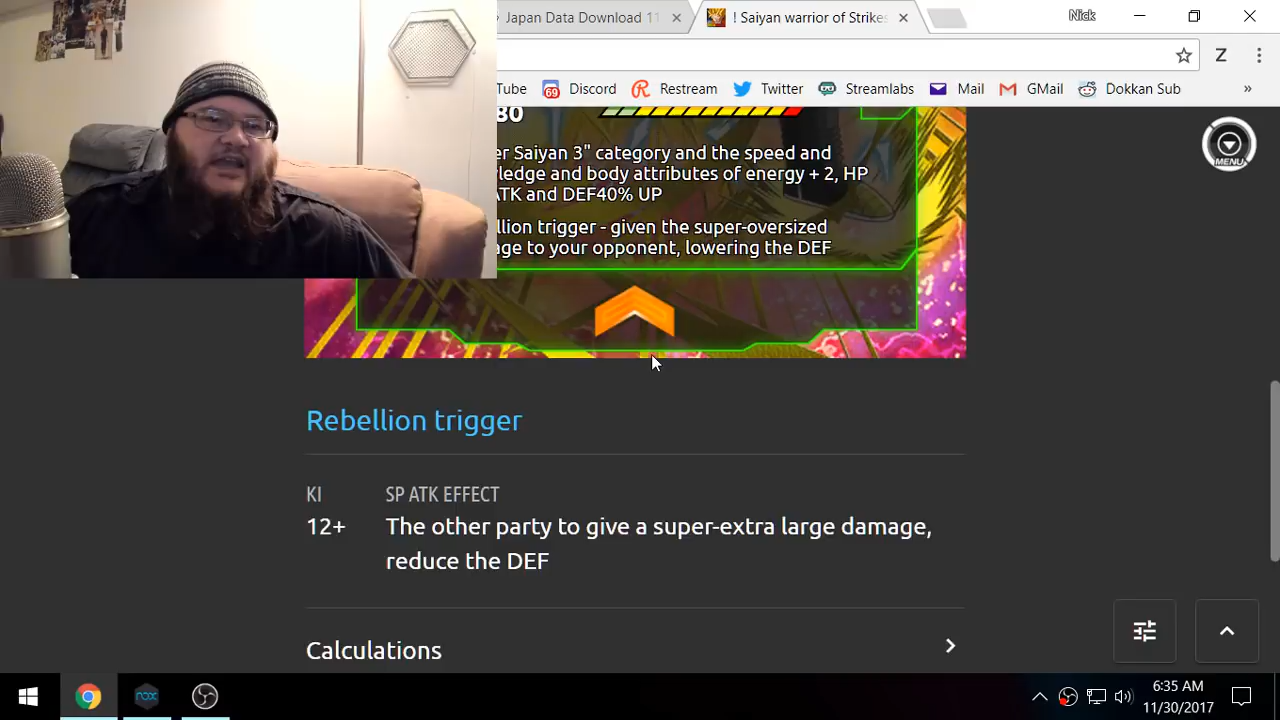 Japan Data Download 11
! Saiyan warrior of Strikes
Nick
Z
Tube
69
Discord
Restream
Twitter
Streamlabs
Mail
GMail
Dokkan Sub
»
80
er Saiyan 3" category and the speed and
ledge and body attributes of energy + 2, HP
ATK and DEF40% UP
llion trigger - given the super-oversized
age to your opponent, lowering the DEF
MENU
Rebellion trigger
KI
SP ATK EFFECT
12+
The other party to give a super-extra large damage,
reduce the DEF
Calculations
nox
6:35 AM
11/30/2017